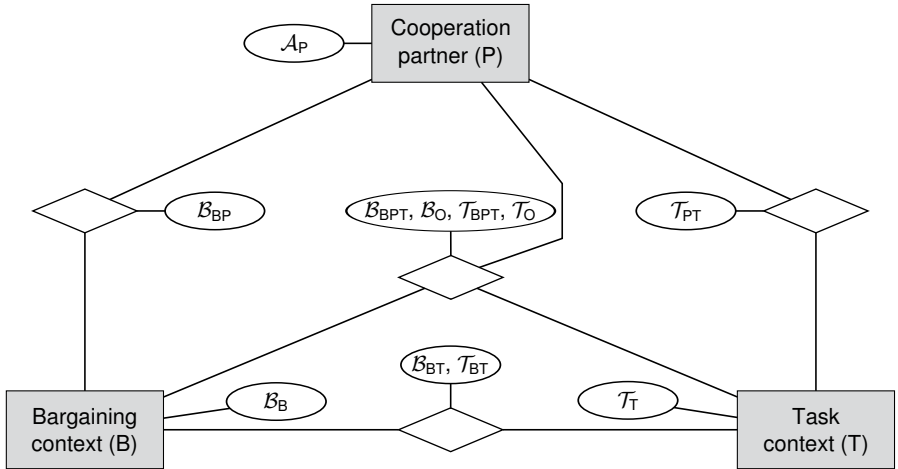 𝒜P
Cooperation
partner (P)
ℬBP
ℬBPT, ℬO, 𝒯BPT, 𝒯O
𝒯PT
ℬBT, 𝒯BT
Bargaining
context (B)
ℬB
𝒯T
Task
context (T)